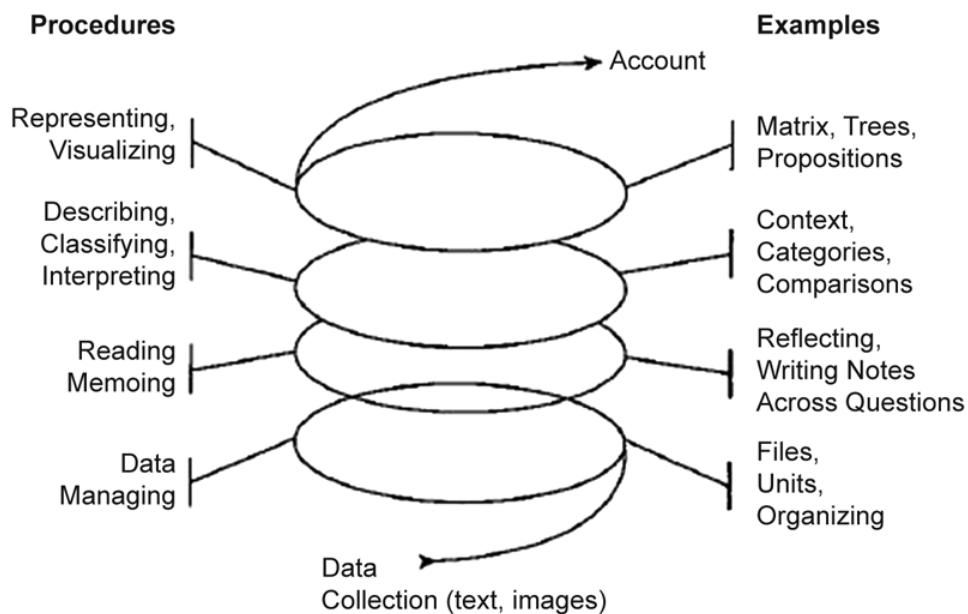 Procedures
Examples
Account
Representing,
Visualizing
Matrix, Trees,
Propositions
Describing,
Classifying,
Interpreting
Context,
Categories,
Comparisons
Reading
Memoing
Reflecting,
Writing Notes
Across Questions
Data
Managing
Files,
Units,
Organizing
Data
Collection (text, images)